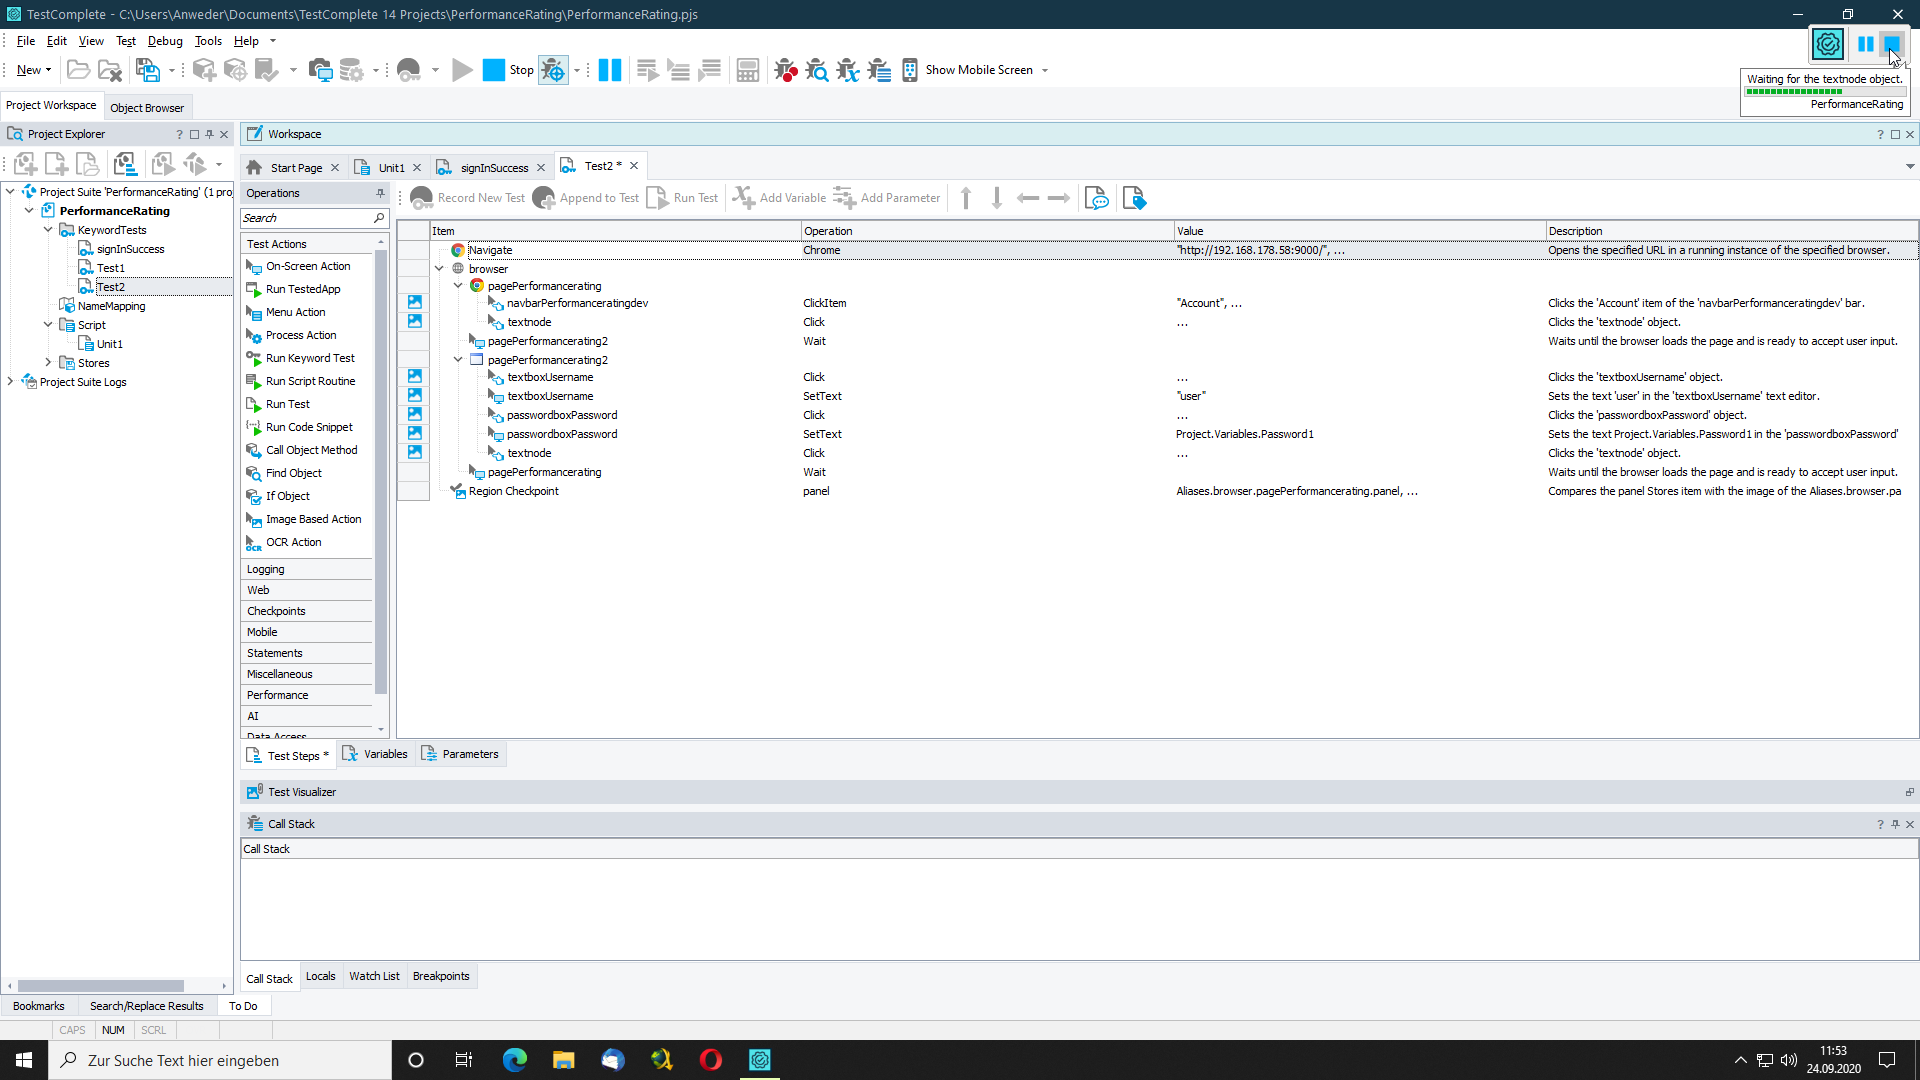 TestComplete - C:\Users\Anweder\Documents\TestComplete 14 Projects\PerformanceRating\PerformanceRating.pjs
File Edit View Test Debug Tools Help
New Stop Show Mobile Screen
Waiting for the textnode object.
PerformanceRating
Project Workspace Object Browser
Project Explorer
Workspace
Start Page Unit1 signInSuccess Test2 *
Project Suite 'PerformanceRating' (1 proj
PerformanceRating
KeywordTests
signInSuccess
Test1
Test2
NameMapping
Script
Unit1
Stores
Project Suite Logs
Operations
Search
Test Actions
On-Screen Action
Run TestedApp
Menu Action
Process Action
Run Keyword Test
Run Script Routine
Run Test
Run Code Snippet
Call Object Method
Find Object
If Object
Image Based Action
OCR Action
Logging
Web
Checkpoints
Mobile
Statements
Miscellaneous
Performance
AI
Data Access
Record New Test Append to Test Run Test Add Variable Add Parameter
Item Operation Value Description
Navigate Chrome "http://192.168.178.58:9000/", ... Opens the specified URL in a running instance of the specified browser.
browser
pagePerformancerating
navbarPerformanceratingdev ClickItem "Account", ... Clicks the 'Account' item of the 'navbarPerformanceratingdev' bar.
textnode Click ... Clicks the 'textnode' object.
pagePerformancerating2 Wait Waits until the browser loads the page and is ready to accept user input.
pagePerformancerating2
textboxUsername Click ... Clicks the 'textboxUsername' object.
textboxUsername SetText "user" Sets the text 'user' in the 'textboxUsername' text editor.
passwordboxPassword Click ... Clicks the 'passwordboxPassword' object.
passwordboxPassword SetText Project.Variables.Password1 Sets the text Project.Variables.Password1 in the 'passwordboxPassword'
textnode Click ... Clicks the 'textnode' object.
pagePerformancerating Wait Waits until the browser loads the page and is ready to accept user input.
Region Checkpoint panel Aliases.browser.pagePerformancerating.panel, ... Compares the panel Stores item with the image of the Aliases.browser.pa
Test Steps * Variables Parameters
Test Visualizer
Call Stack
Call Stack
Call Stack Locals Watch List Breakpoints
Bookmarks Search/Replace Results To Do
CAPS NUM SCRL
Zur Suche Text hier eingeben
11:53
24.09.2020